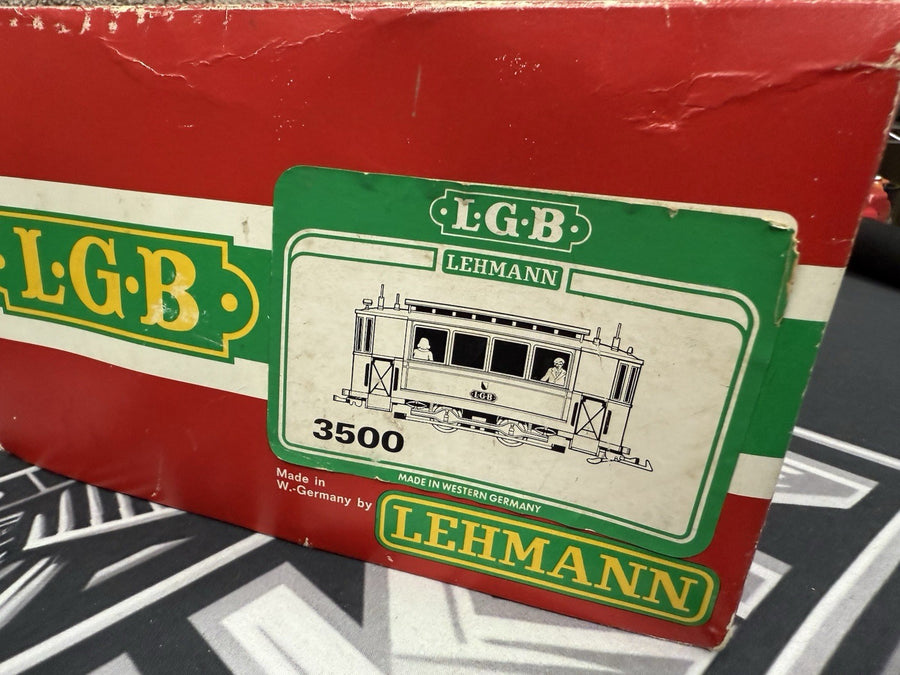 L·G·B
L·G·B
LEHMANN
LGB
3500
MADE IN WESTERN GERMANY
Made in
W.-Germany by
LEHMANN